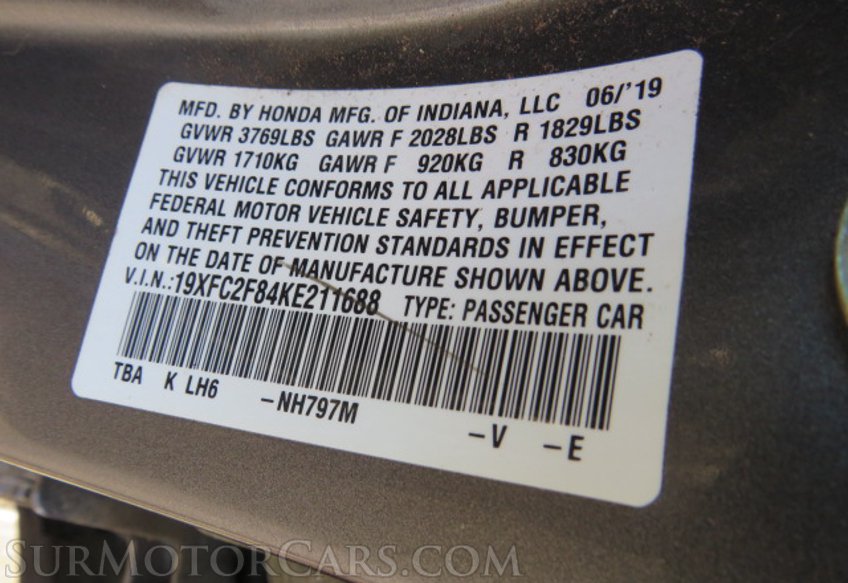 MFD. BY HONDA MFG. OF INDIANA, LLC 06/'19
GVWR 3769LBS GAWR F 2028LBS R 1829LBS
GVWR 1710KG GAWR F 920KG R 830KG
THIS VEHICLE CONFORMS TO ALL APPLICABLE
FEDERAL MOTOR VEHICLE SAFETY, BUMPER,
AND THEFT PREVENTION STANDARDS IN EFFECT
ON THE DATE OF MANUFACTURE SHOWN ABOVE.
V.I.N.:19XFC2F84KE211688 TYPE: PASSENGER CAR
TBA K LH6 -NH797M -V -E
SurMotorCars.com